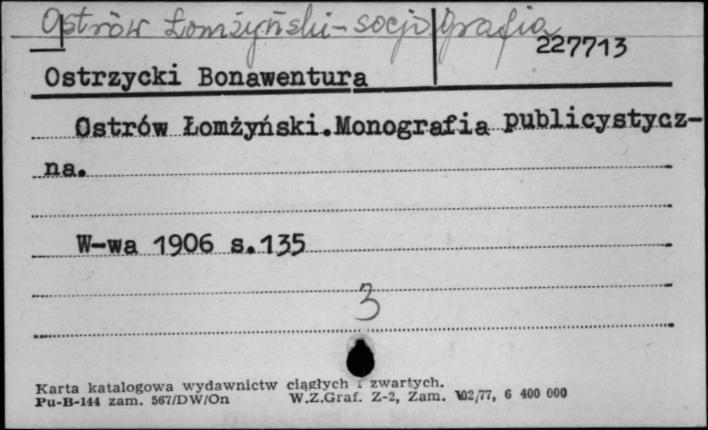 Ostrów Łomżyński - socjografia
227713
Ostrzycki Bonawentura
Ostrów Łomżyński.Monografia publicystycz-
na.
W-wa 1906 s.135
3
Karta katalogowa wydawnictw ciągłych i zwartych.
Pu-B-144 zam. 567/DW/On W.Z.Graf. Z-2, Zam. 102/77, 6 400 000